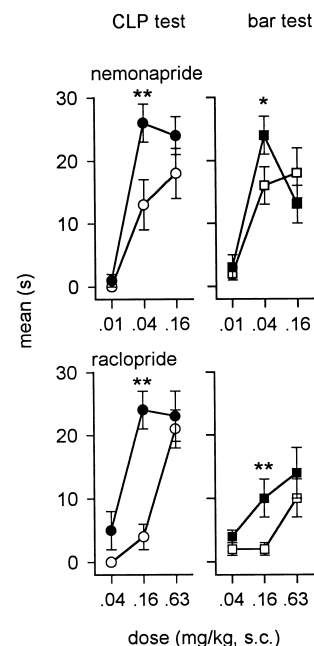 CLP test bar test
nemonapride
** *
30
20
10
0
.01 .04 .16 .01 .04 .16
mean (s)
raclopride
30
**
20
**
10
0
.04 .16 .63 .04 .16 .63
dose (mg/kg, s.c.)